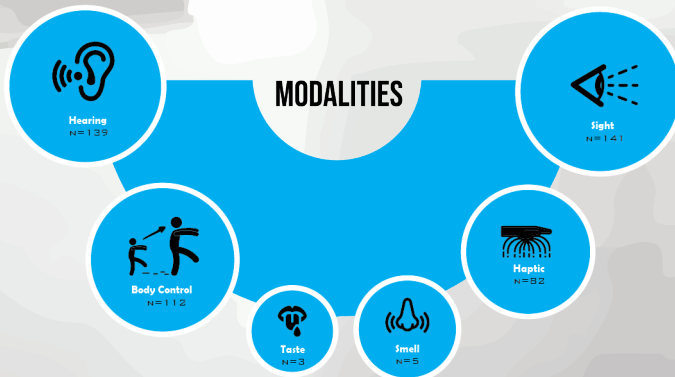 MODALITIES
Hearing
N=139
Sight
N=141
Body Control
N=112
Haptic
N=82
Taste
N=3
Smell
N=5